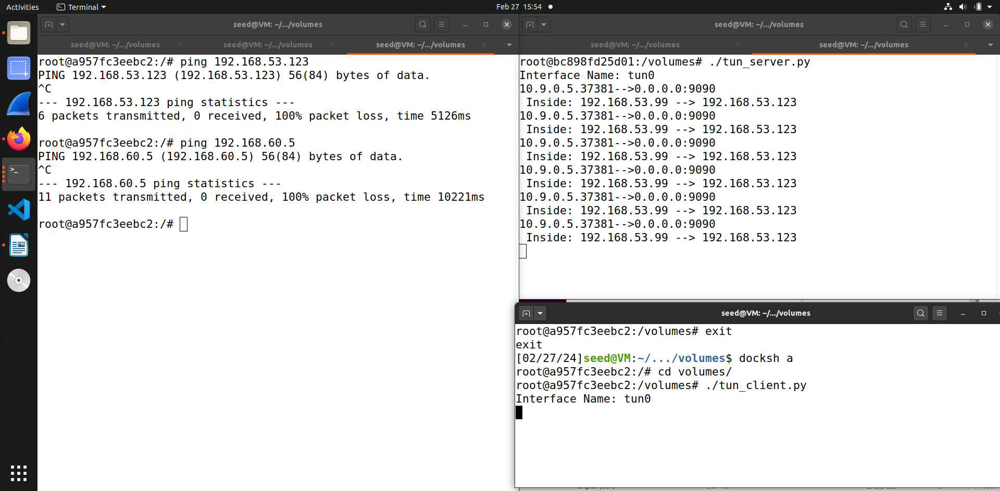 Activities
Terminal
Feb 27 15:54
seed@VM: ~/.../volumes
seed@VM: ~/.../volumes
seed@VM: ~/.../volumes
seed@VM: ~/.../volumes
root@a957fc3eebc2:/# ping 192.168.53.123
PING 192.168.53.123 (192.168.53.123) 56(84) bytes of data.
^C
--- 192.168.53.123 ping statistics ---
6 packets transmitted, 0 received, 100% packet loss, time 5126ms
root@a957fc3eebc2:/# ping 192.168.60.5
PING 192.168.60.5 (192.168.60.5) 56(84) bytes of data.
^C
--- 192.168.60.5 ping statistics ---
11 packets transmitted, 0 received, 100% packet loss, time 10221ms
root@a957fc3eebc2:/#
seed@VM: ~/.../volumes
seed@VM: ~/.../volumes
seed@VM: ~/.../volumes
root@bc898fd25d01:/volumes# ./tun_server.py
Interface Name: tun0
10.9.0.5.37381-->0.0.0.0:9090
Inside: 192.168.53.99 --> 192.168.53.123
10.9.0.5.37381-->0.0.0.0:9090
Inside: 192.168.53.99 --> 192.168.53.123
10.9.0.5.37381-->0.0.0.0:9090
Inside: 192.168.53.99 --> 192.168.53.123
10.9.0.5.37381-->0.0.0.0:9090
Inside: 192.168.53.99 --> 192.168.53.123
10.9.0.5.37381-->0.0.0.0:9090
Inside: 192.168.53.99 --> 192.168.53.123
10.9.0.5.37381-->0.0.0.0:9090
Inside: 192.168.53.99 --> 192.168.53.123
seed@VM: ~/.../volumes
root@a957fc3eebc2:/volumes# exit
exit
[02/27/24]seed@VM:~/.../volumes$ docksh a
root@a957fc3eebc2:/# cd volumes/
root@a957fc3eebc2:/volumes# ./tun_client.py
Interface Name: tun0